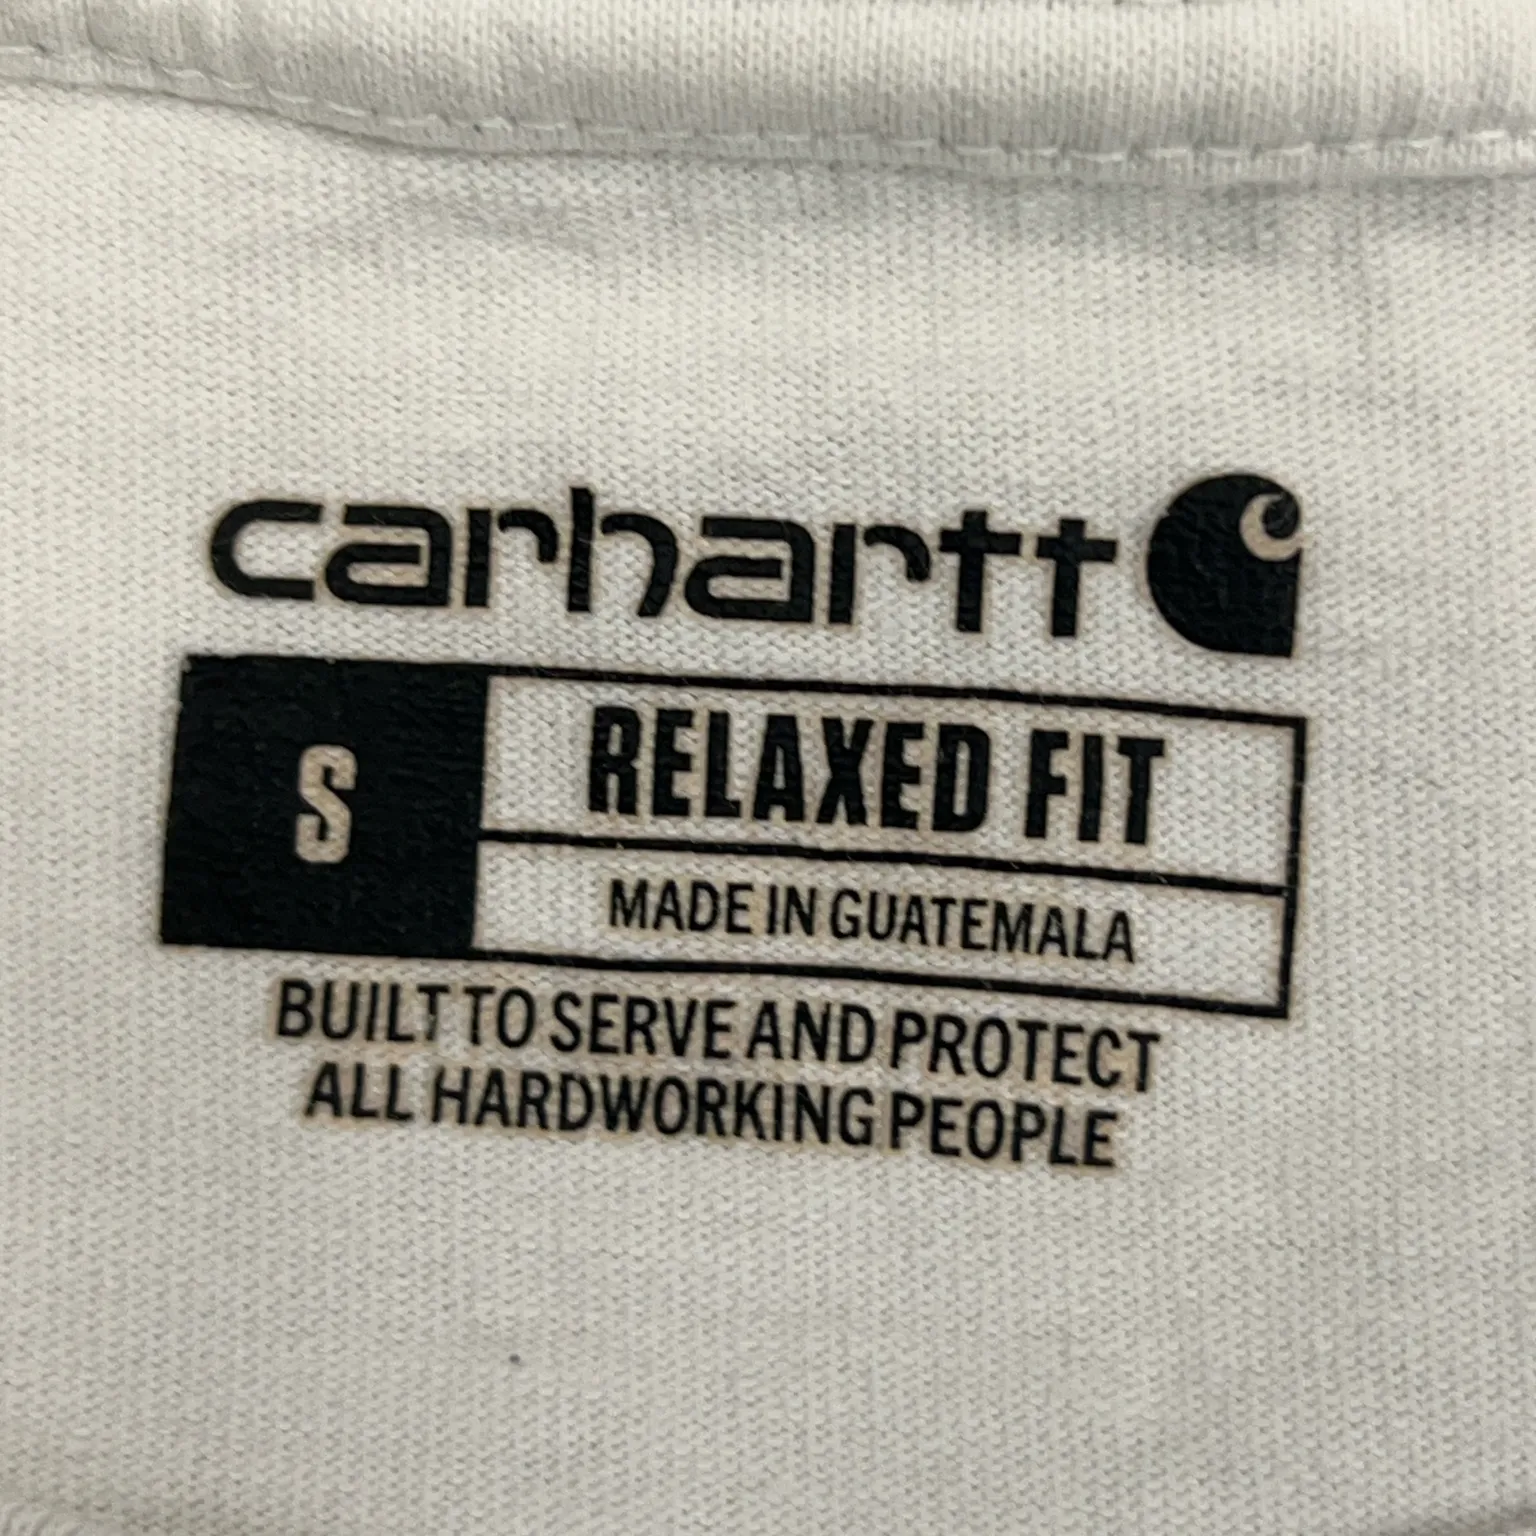 carhartt
S
RELAXED FIT
MADE IN GUATEMALA
BUILT TO SERVE AND PROTECT
ALL HARDWORKING PEOPLE